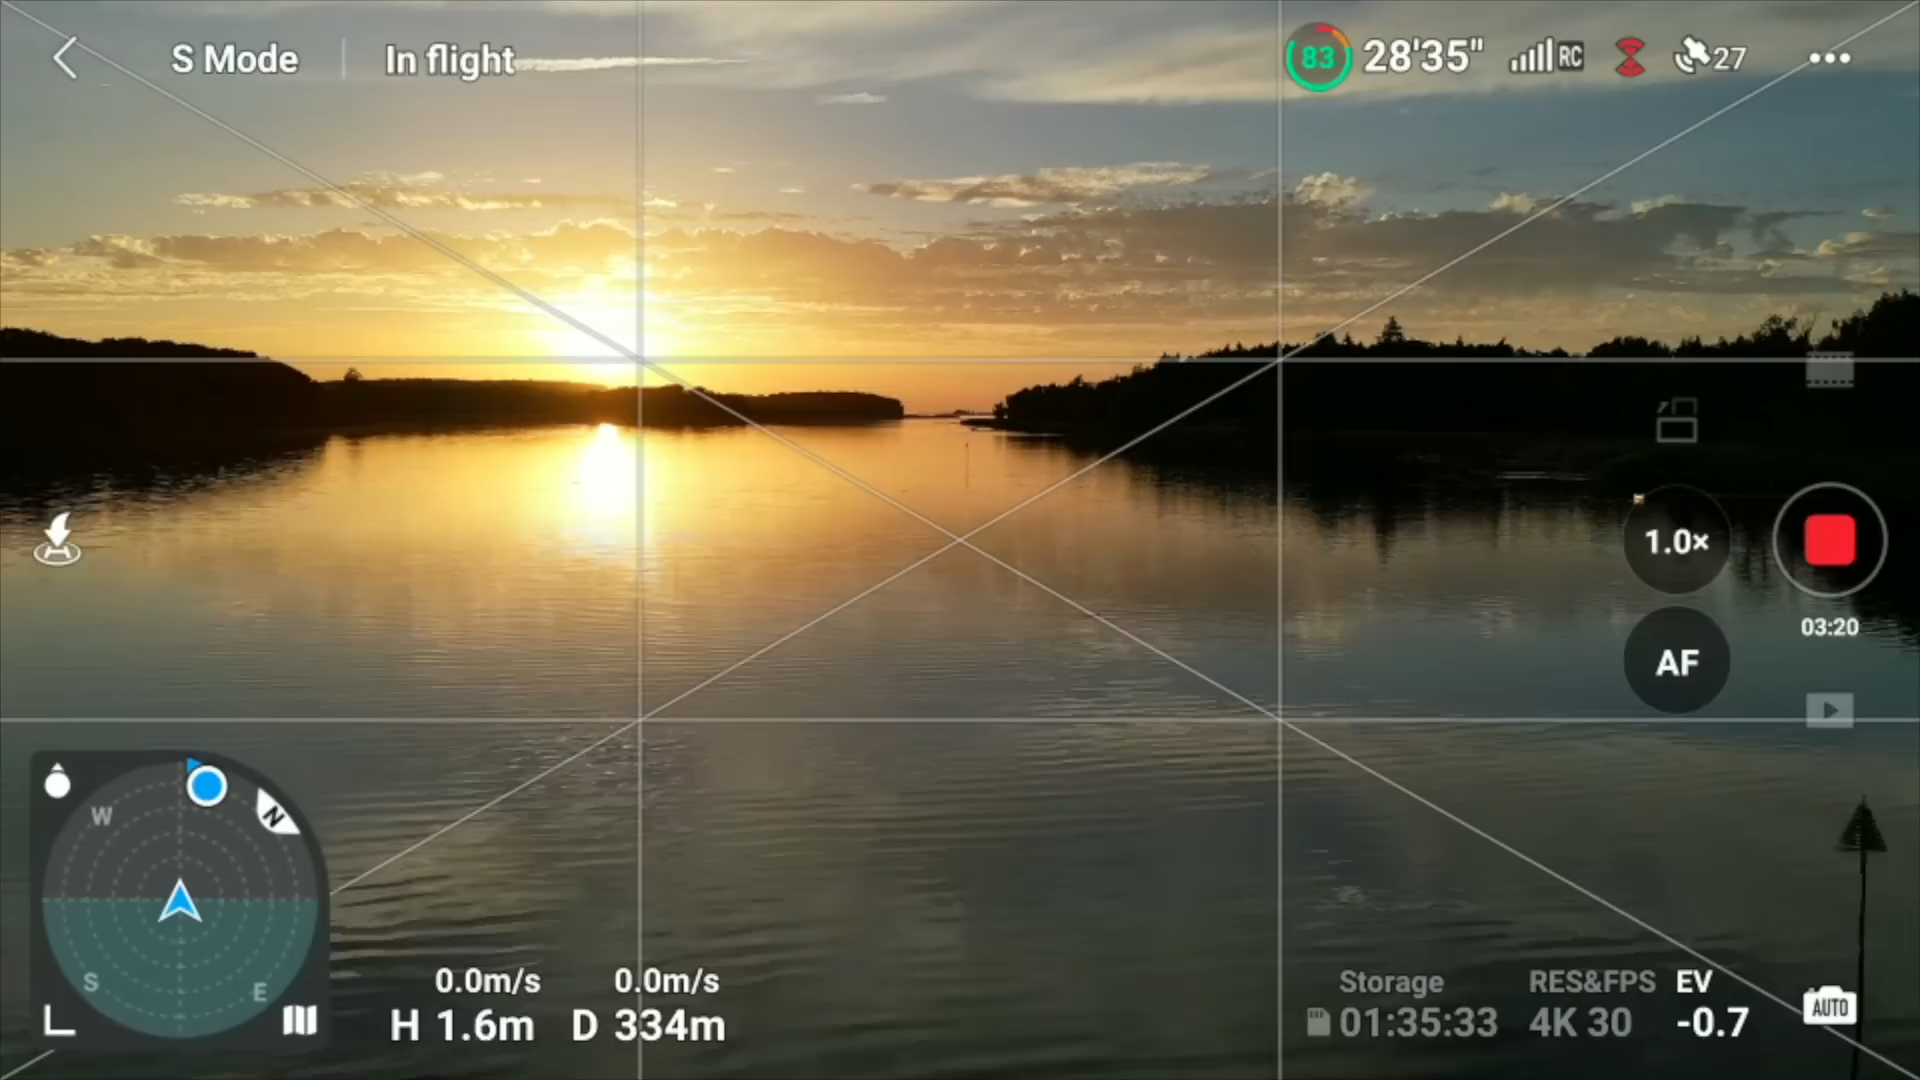 S Mode
In flight
83
28'35"
RC
27
1.0×
03:20
AF
W
N
S
E
0.0m/s
0.0m/s
H 1.6m
D 334m
Storage
RES&FPS
EV
01:35:33
4K 30
-0.7
AUTO